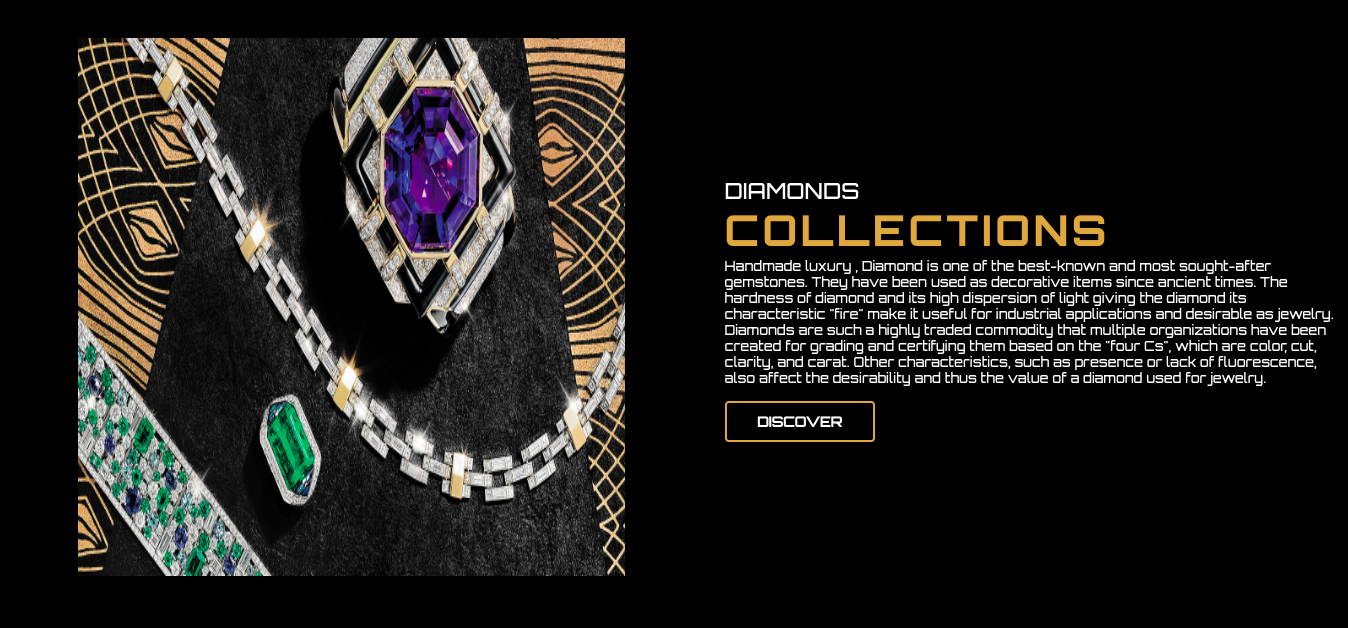 DIAMONDS
COLLECTIONS
Handmade luxury , Diamond is one of the best-known and most sought-after
gemstones. They have been used as decorative items since ancient times. The
hardness of diamond and its high dispersion of light giving the diamond its
characteristic "fire" make it useful for industrial applications and desirable as jewelry.
Diamonds are such a highly traded commodity that multiple organizations have been
created for grading and certifying them based on the "four Cs", which are color, cut,
clarity, and carat. Other characteristics, such as presence or lack of fluorescence,
also affect the desirability and thus the value of a diamond used for jewelry.
DISCOVER